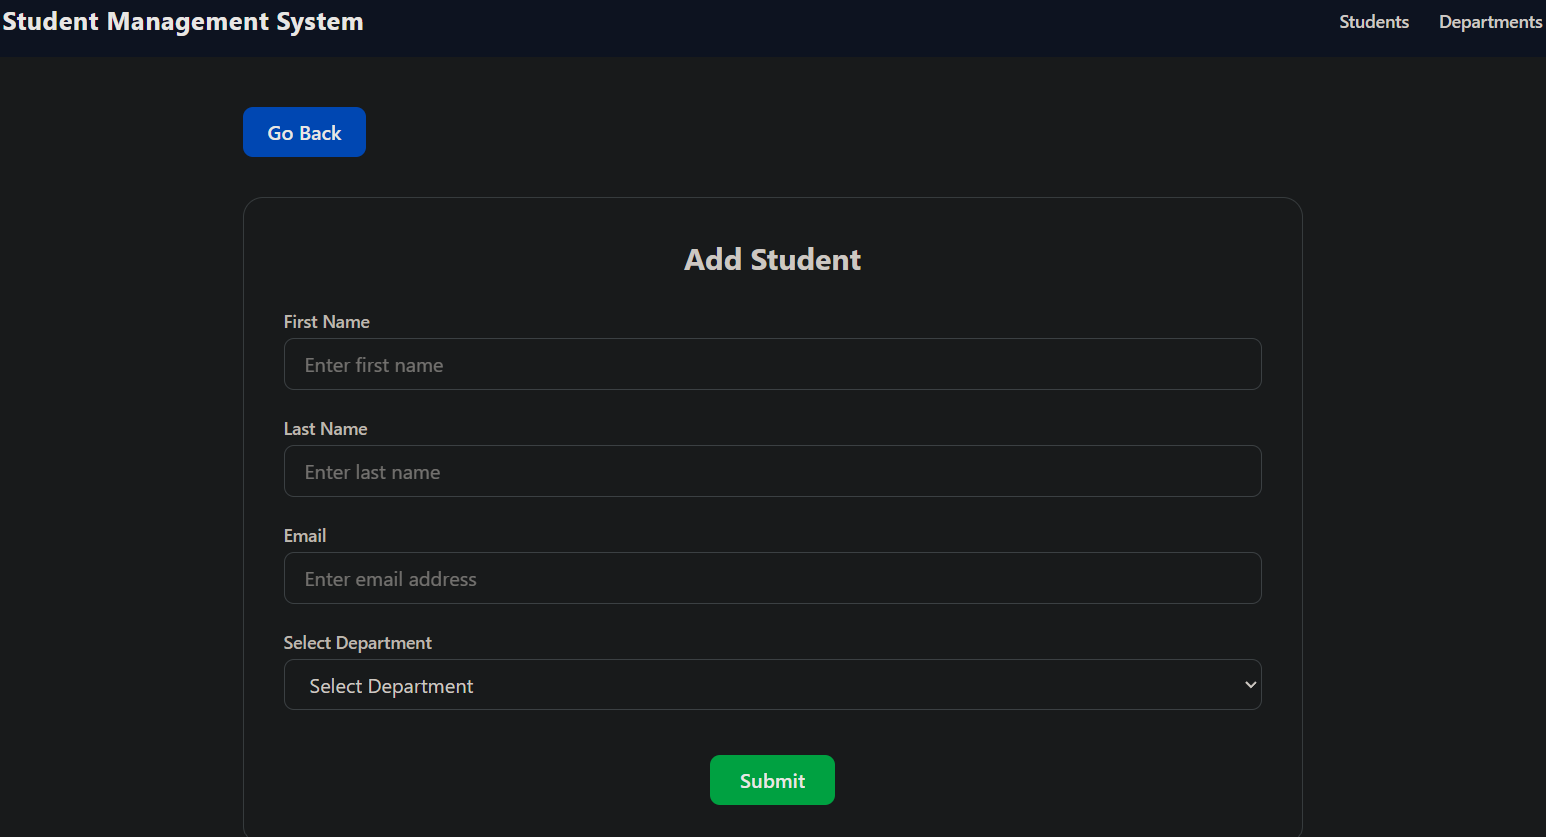 Student Management System
Students Departments
Go Back
Add Student
First Name
Enter first name
Last Name
Enter last name
Email
Enter email address
Select Department
Select Department
Submit